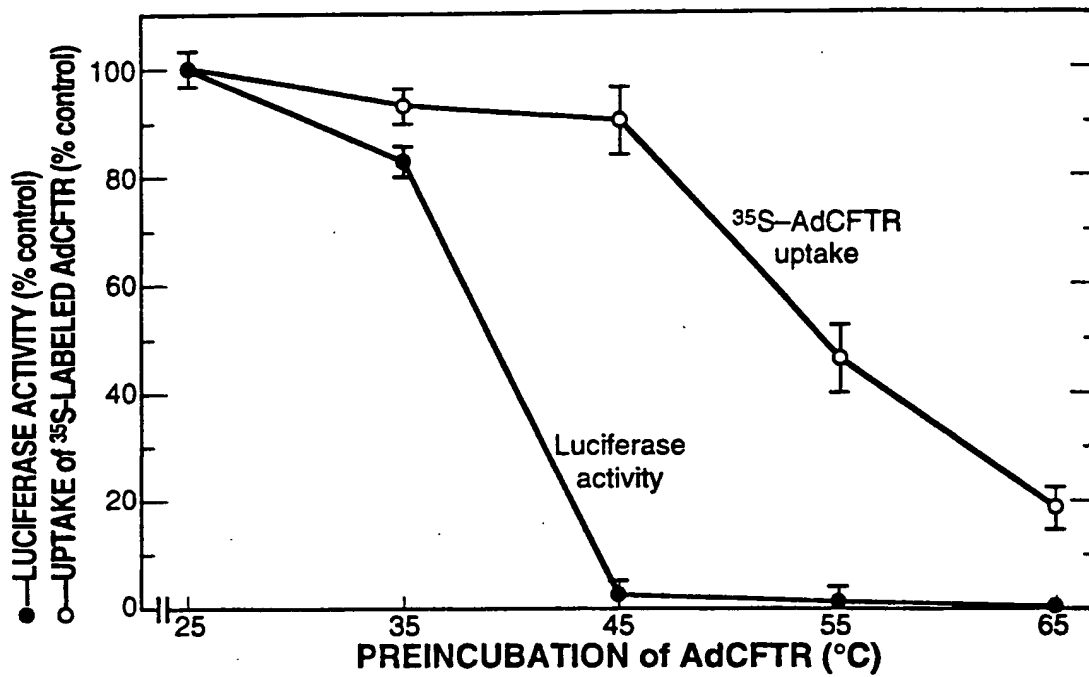 ●—LUCIFERASE ACTIVITY (% control)
○—UPTAKE of ³⁵S-LABELED AdCFTR (% control)
100
80
60
40
20
0
³⁵S–AdCFTR
uptake
Luciferase
activity
25 35 45 55 65
PREINCUBATION of AdCFTR (°C)